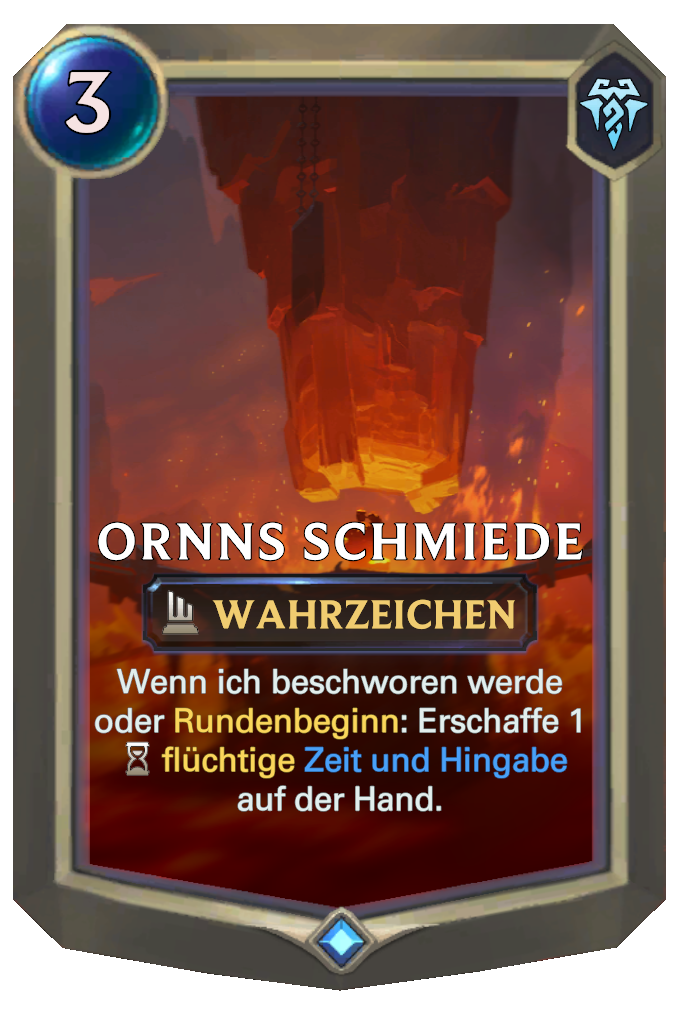 3
ORNNS SCHMIEDE
WAHRZEICHEN
Wenn ich beschworen werde
oder Rundenbeginn: Erschaffe 1
flüchtige Zeit und Hingabe
auf der Hand.